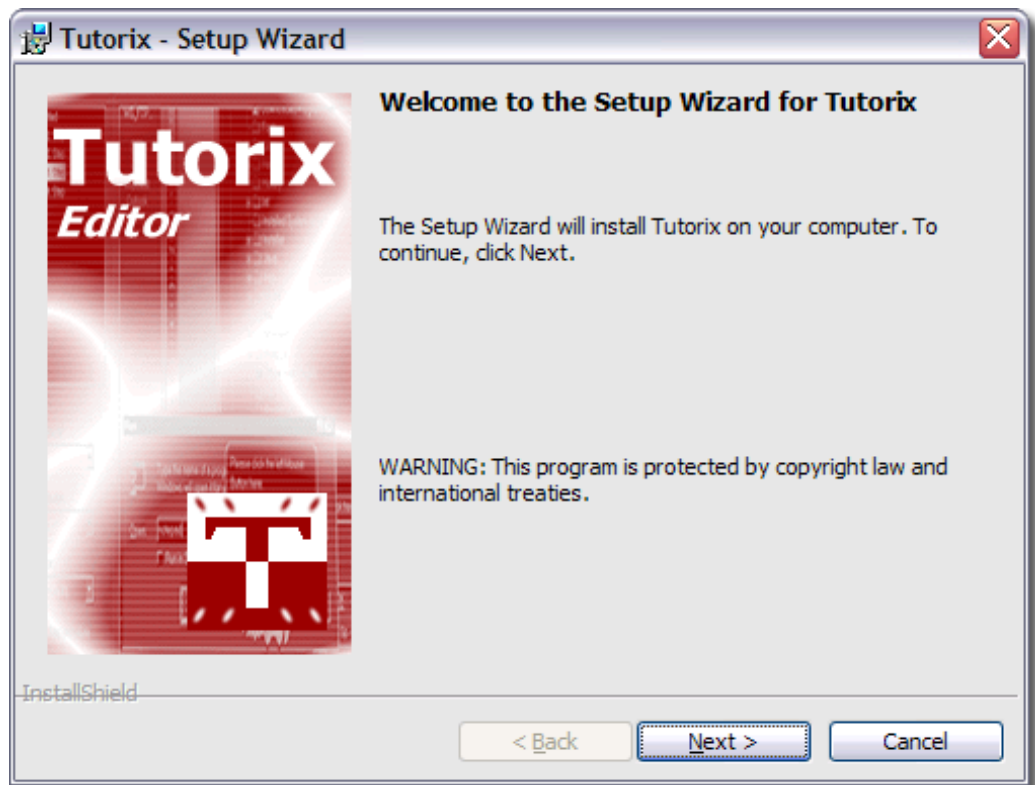 Tutorix - Setup Wizard
Tutorix
Editor
Welcome to the Setup Wizard for Tutorix
The Setup Wizard will install Tutorix on your computer. To
continue, click Next.
WARNING: This program is protected by copyright law and
international treaties.
T
InstallShield
< Back
Next >
Cancel